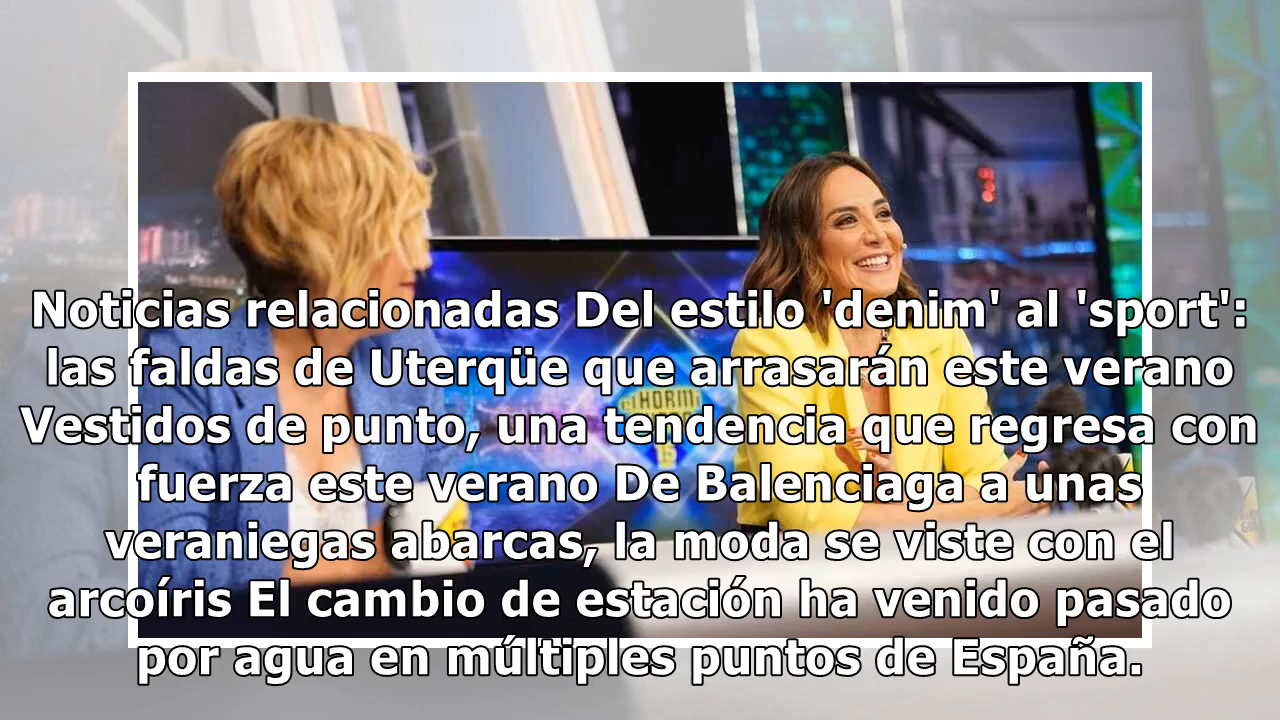 Noticias relacionadas Del estilo 'denim' al 'sport':
las faldas de Uterqüe que arrasarán este verano
Vestidos de punto, una tendencia que regresa con
fuerza este verano De Balenciaga a unas
veraniegas abarcas, la moda se viste con el
arcoíris El cambio de estación ha venido pasado
por agua en múltiples puntos de España.
EL HORMI